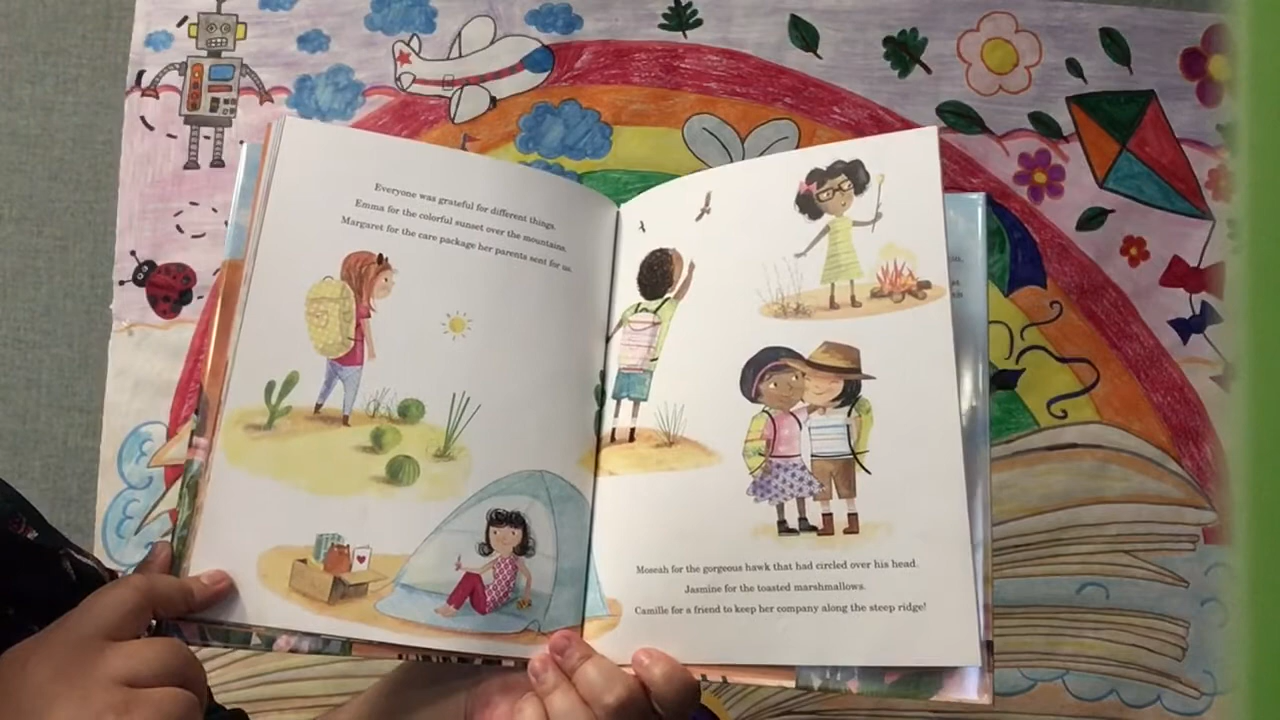 Everyone was grateful for different things.
Emma for the colorful sunset over the mountains.
Margaret for the care package her parents sent for us.
Moseah for the gorgeous hawk that had circled over his head.
Jasmine for the toasted marshmallows.
Camille for a friend to keep her company along the steep ridge!